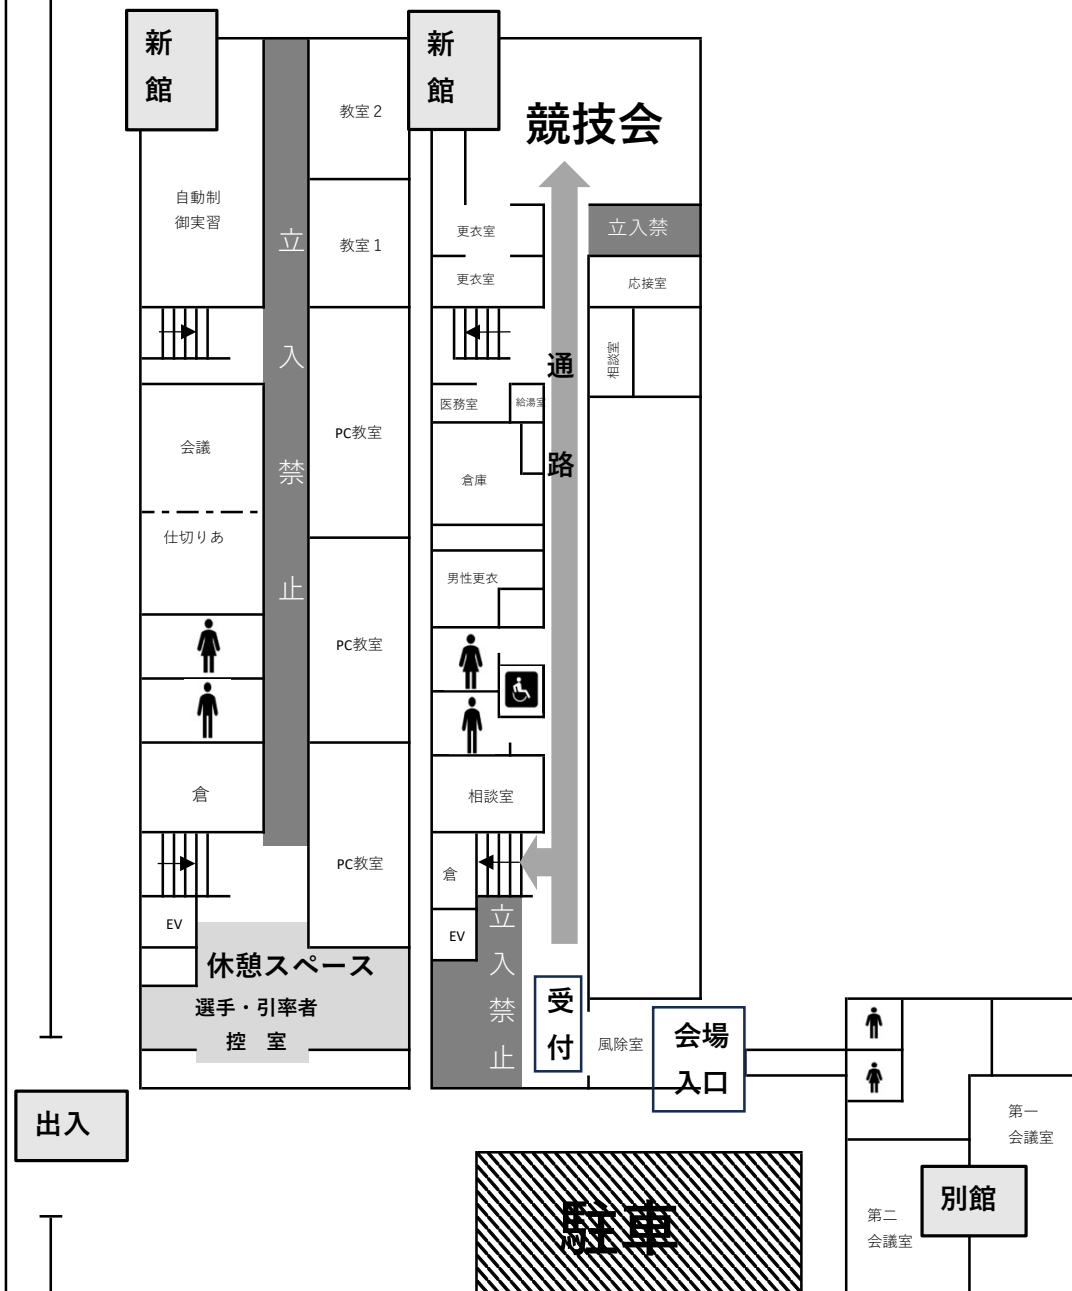 新
館
新
館
競技会
教室２
自動制
御実習
教室１
立
入
禁
止
更衣室
更衣室
立入禁
応接室
相談室
通
路
医務室
給湯室
会議
仕切りあ
PC教室
倉庫
男性更衣
PC教室
倉
相談室
PC教室
倉
EV
EV
立
入
禁
止
休憩スペース
選手・引率者
控　室
受
付
風除室
会場
入口
出入
駐車
第一
会議室
別館
第二
会議室